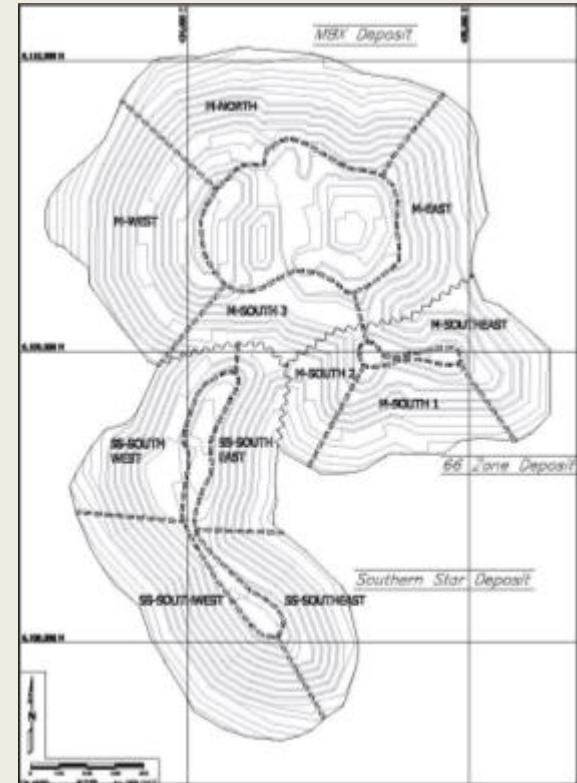 MBX Deposit
M-NORTH
M-WEST
M-EAST
M-SOUTH 3
M-SOUTHEAST
M-SOUTH 2
M-SOUTH 1
SS-SOUTH
WEST
SS-SOUTH
EAST
66 Zone Deposit
Southern Star Deposit
SS-SOUTHWEST
SS-SOUTHEAST
N